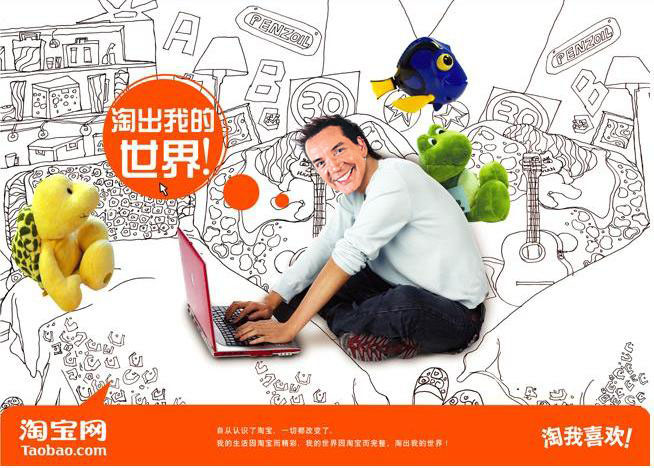 A
PENZOIL
PENZOIL
B
B
30
30
淘出我的
世界!
淘宝网
Taobao.com
自从认识了淘宝,一切都改变了。
我的生活因淘宝而精彩,我的世界因淘宝而完整,淘出我的世界!
淘我喜欢!